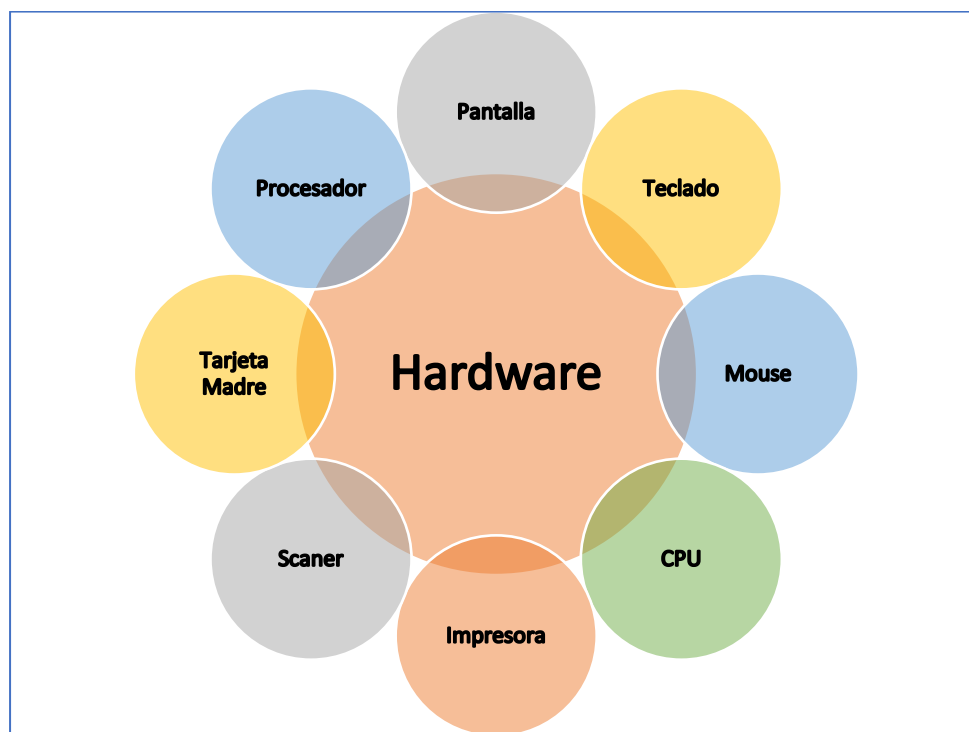 Pantalla
Procesador
Teclado
Tarjeta
Madre
Hardware
Mouse
Scaner
CPU
Impresora